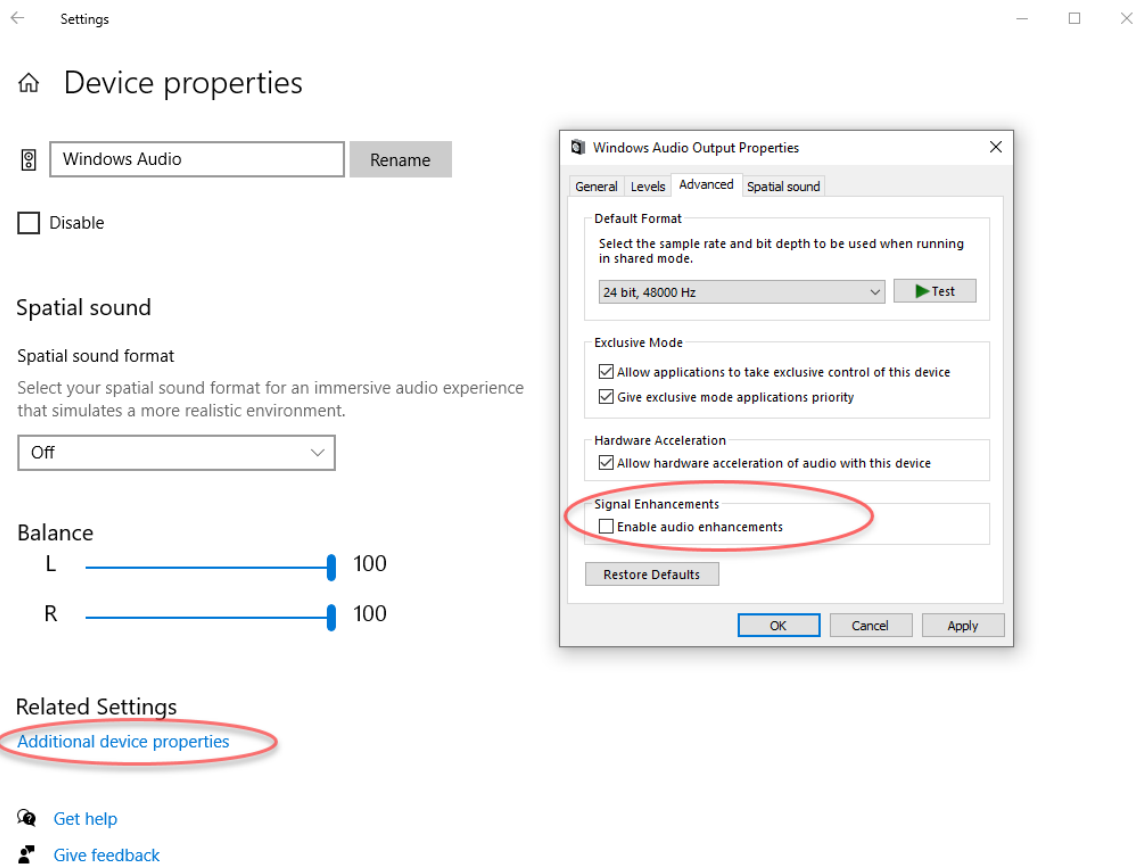 Settings
Device properties
Windows Audio
Rename
Disable
Spatial sound
Spatial sound format
Select your spatial sound format for an immersive audio experience
that simulates a more realistic environment.
Off
Balance
L 100
R 100
Related Settings
Additional device properties
Get help
Give feedback
Windows Audio Output Properties
General Levels Advanced Spatial sound
Default Format
Select the sample rate and bit depth to be used when running
in shared mode.
24 bit, 48000 Hz
Test
Exclusive Mode
Allow applications to take exclusive control of this device
Give exclusive mode applications priority
Hardware Acceleration
Allow hardware acceleration of audio with this device
Signal Enhancements
Enable audio enhancements
Restore Defaults
OK Cancel Apply